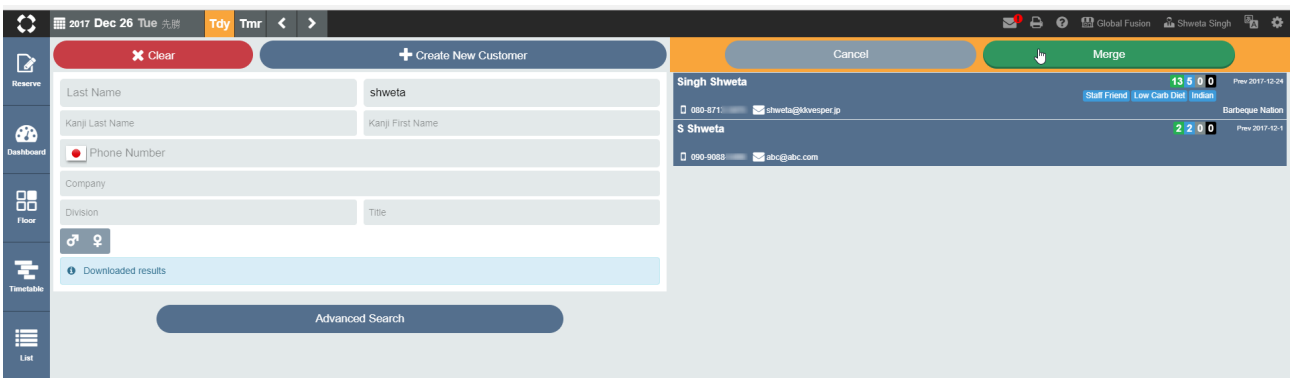 2017 Dec 26 Tue 先勝 Tdy Tmr
Global Fusion Shweta Singh
Reserve
Dashboard
Floor
Timetable
List
Clear
Create New Customer
Last Name
shweta
Kanji Last Name
Kanji First Name
Phone Number
Company
Division
Title
Downloaded results
Advanced Search
Cancel
Merge
Singh Shweta 13 5 0 0 Prev 2017-12-24
Staff Friend Low Carb Diet Indian
080-871 shweta@kkvesper.jp Barbeque Nation
S Shweta 2 2 0 0 Prev 2017-12-1
090-9088 abc@abc.com